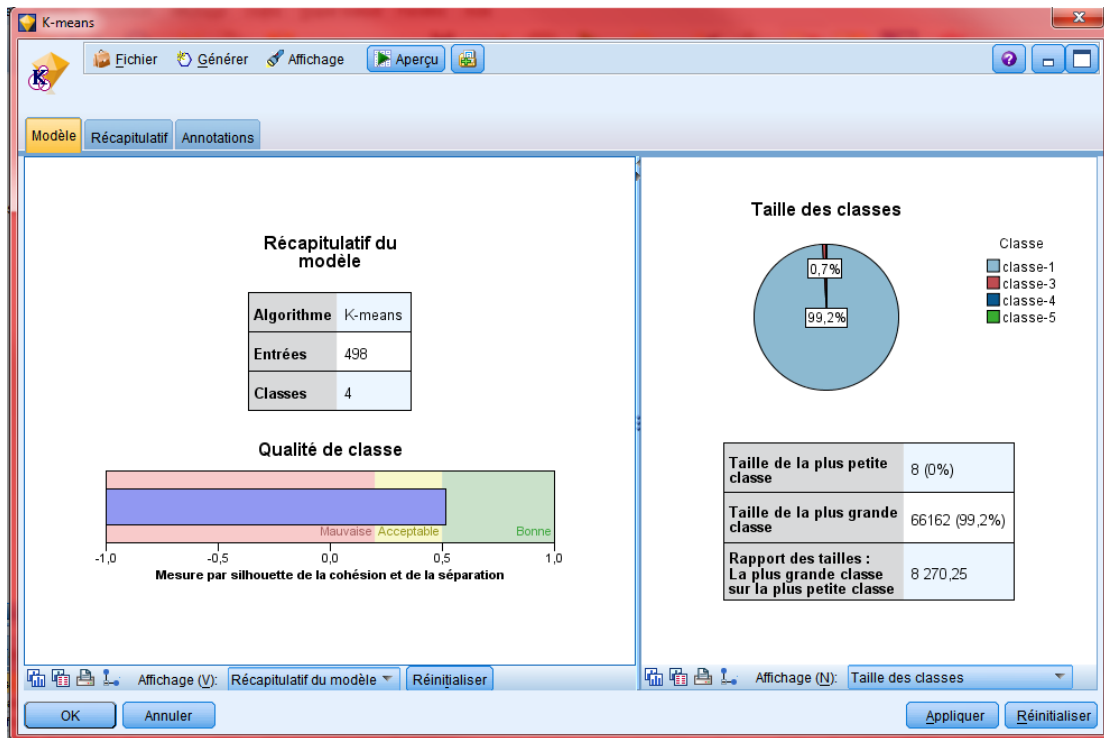 K-means
Fichier Générer Affichage Aperçu
Modèle Récapitulatif Annotations
Récapitulatif du
modèle
Algorithme K-means
Entrées 498
Classes 4
Qualité de classe
Mauvaise Acceptable Bonne
-1,0 -0,5 0,0 0,5 1,0
Mesure par silhouette de la cohésion et de la séparation
Affichage (V): Récapitulatif du modèle Réinitialiser
Taille des classes
0,7%
99,2%
Classe
classe-1
classe-3
classe-4
classe-5
Taille de la plus petite
classe
8 (0%)
Taille de la plus grande
classe
66162 (99,2%)
Rapport des tailles :
La plus grande classe
sur la plus petite classe
8 270,25
Affichage (N): Taille des classes
OK Annuler Appliquer Réinitialiser